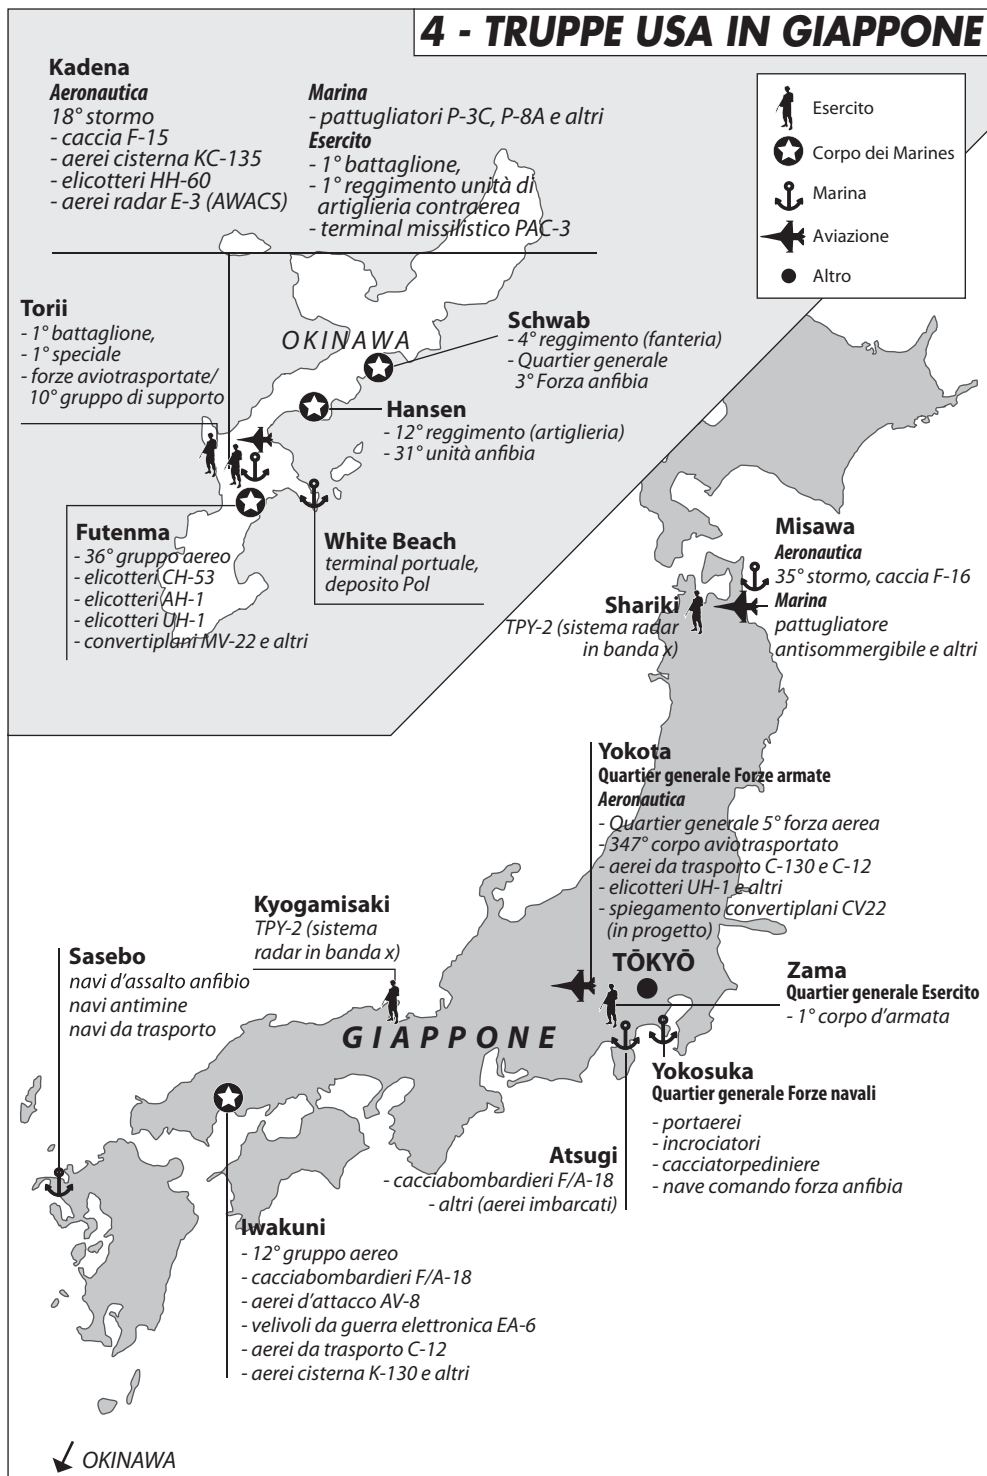 4 - TRUPPE USA IN GIAPPONE
Kadena
Aeronautica
18° stormo
- caccia F-15
- aerei cisterna KC-135
- elicotteri HH-60
- aerei radar E-3 (AWACS)
Marina
- pattugliatori P-3C, P-8A e altri
Esercito
- 1° battaglione,
- 1° reggimento unità di
artiglieria contraerea
- terminal missilistico PAC-3
Esercito
Corpo dei Marines
Marina
Aviazione
Altro
Torii
- 1° battaglione,
- 1° speciale
- forze aviotrasportate/
10° gruppo di supporto
OKINAWA
Schwab
- 4° reggimento (fanteria)
- Quartier generale
3° Forza anfibia
Hansen
- 12° reggimento (artiglieria)
- 31° unità anfibia
Futenma
- 36° gruppo aereo
- elicotteri CH-53
- elicotteri AH-1
- elicotteri UH-1
- convertiplani MV-22 e altri
White Beach
terminal portuale,
deposito Pol
Misawa
Aeronautica
35° stormo, caccia F-16
Marina
pattugliatore
antisommergibile e altri
Shariki
TPY-2 (sistema radar
in banda x)
Yokota
Quartier generale Forze armate
Aeronautica
- Quartier generale 5° forza aerea
- 347° corpo aviotrasportato
- aerei da trasporto C-130 e C-12
- elicotteri UH-1 e altri
- spiegamento convertiplani CV22
(in progetto)
Kyogamisaki
TPY-2 (sistema
radar in banda x)
Sasebo
navi d'assalto anfibio
navi antimine
navi da trasporto
TŌKYŌ
Zama
Quartier generale Esercito
- 1° corpo d'armata
GIAPPONE
Yokosuka
Quartier generale Forze navali
- portaerei
- incrociatori
- cacciatorpediniere
- nave comando forza anfibia
Atsugi
- cacciabombardieri F/A-18
- altri (aerei imbarcati)
Iwakuni
- 12° gruppo aereo
- cacciabombardieri F/A-18
- aerei d'attacco AV-8
- velivoli da guerra elettronica EA-6
- aerei da trasporto C-12
- aerei cisterna K-130 e altri
OKINAWA